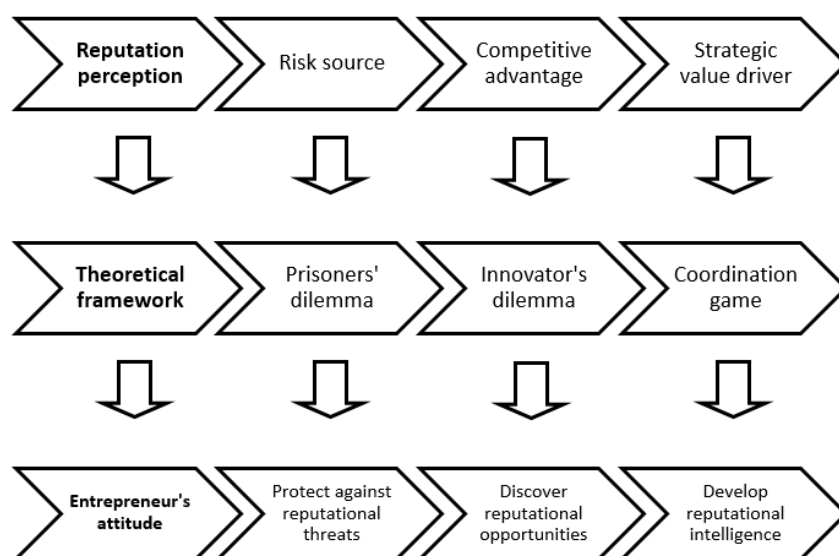 Reputation
perception
Risk source
Competitive
advantage
Strategic
value driver
Theoretical
framework
Prisoners'
dilemma
Innovator's
dilemma
Coordination
game
Entrepreneur's
attitude
Protect against
reputational
threats
Discover
reputational
opportunities
Develop
reputational
intelligence